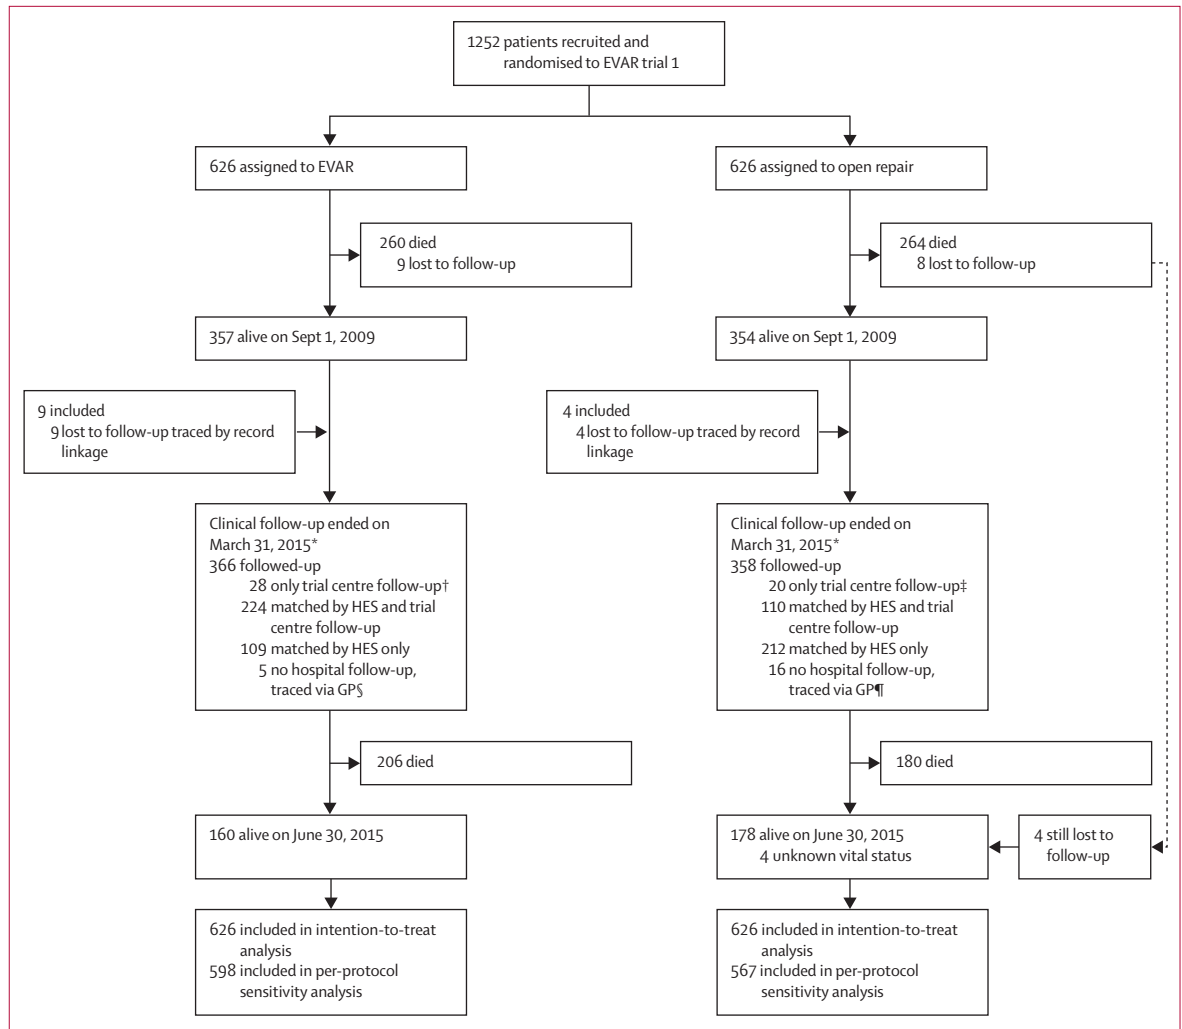 1252 patients recruited and
randomised to EVAR trial 1
626 assigned to EVAR
626 assigned to open repair
260 died
9 lost to follow-up
264 died
8 lost to follow-up
357 alive on Sept 1, 2009
354 alive on Sept 1, 2009
9 included
9 lost to follow-up traced by record
linkage
4 included
4 lost to follow-up traced by record
linkage
Clinical follow-up ended on
March 31, 2015*
366 followed-up
28 only trial centre follow-up†
224 matched by HES and trial
centre follow-up
109 matched by HES only
5 no hospital follow-up,
traced via GP§
Clinical follow-up ended on
March 31, 2015*
358 followed-up
20 only trial centre follow-up‡
110 matched by HES and trial
centre follow-up
212 matched by HES only
16 no hospital follow-up,
traced via GP¶
206 died
180 died
160 alive on June 30, 2015
178 alive on June 30, 2015
4 unknown vital status
4 still lost to
follow-up
626 included in intention-to-treat
analysis
598 included in per-protocol
sensitivity analysis
626 included in intention-to-treat
analysis
567 included in per-protocol
sensitivity analysis